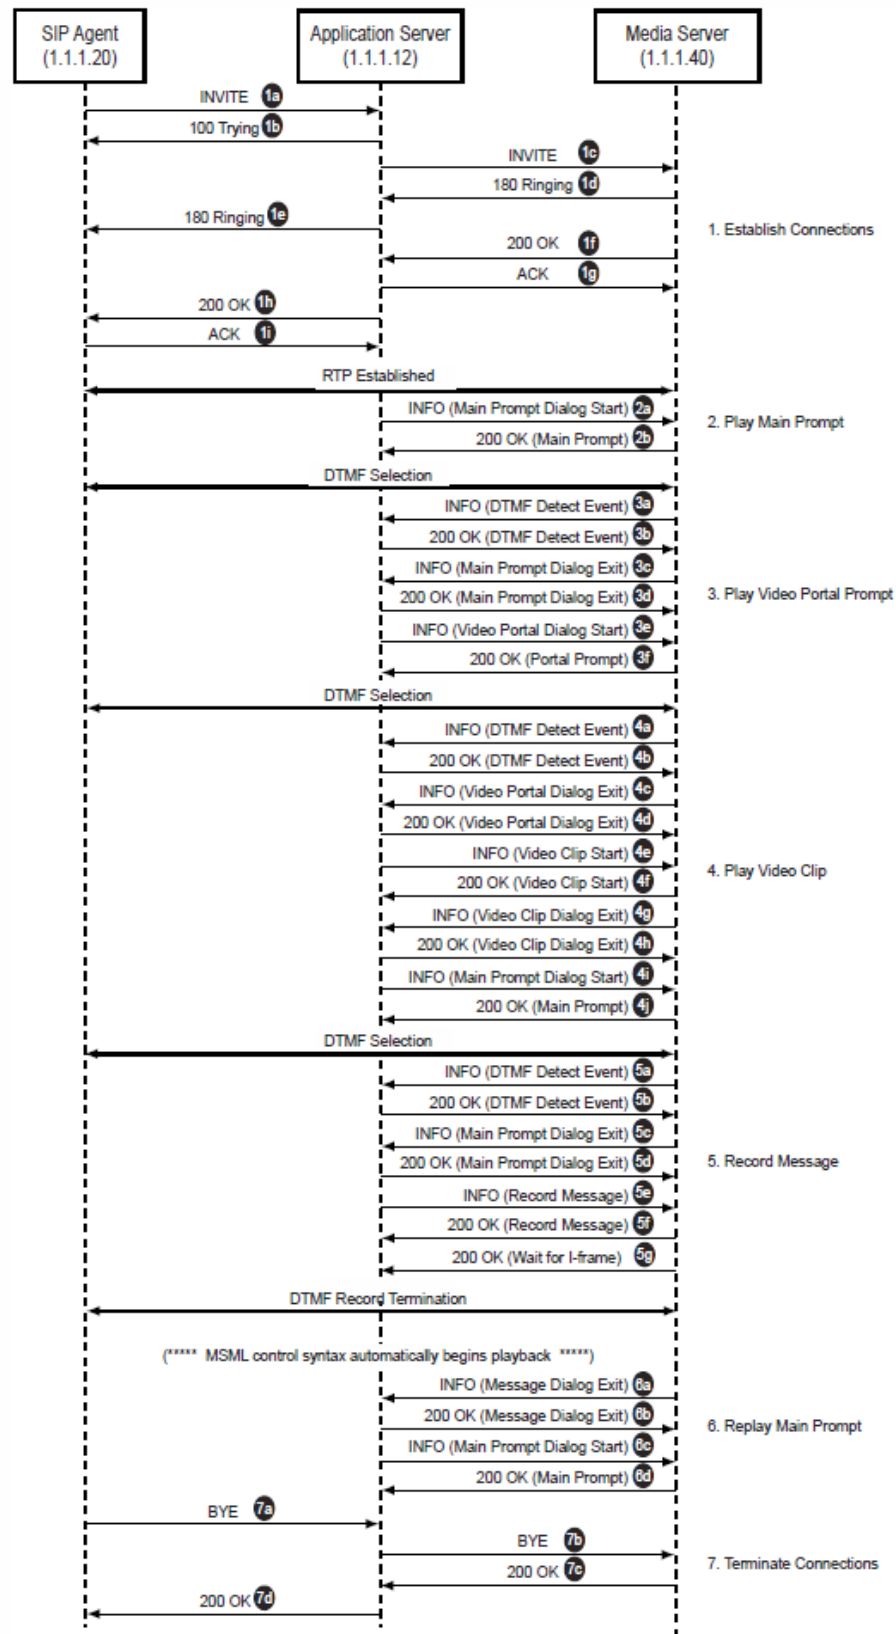 SIP Agent
(1.1.1.20)
Application Server
(1.1.1.12)
Media Server
(1.1.1.40)
INVITE 1a
100 Trying 1b
INVITE 1c
180 Ringing 1d
180 Ringing 1e
1. Establish Connections
200 OK 1f
ACK 1g
200 OK 1h
ACK 1i
RTP Established
INFO (Main Prompt Dialog Start) 2a
2. Play Main Prompt
200 OK (Main Prompt) 2b
DTMF Selection
INFO (DTMF Detect Event) 3a
200 OK (DTMF Detect Event) 3b
INFO (Main Prompt Dialog Exit) 3c
3. Play Video Portal Prompt
200 OK (Main Prompt Dialog Exit) 3d
INFO (Video Portal Dialog Start) 3e
200 OK (Portal Prompt) 3f
DTMF Selection
INFO (DTMF Detect Event) 4a
200 OK (DTMF Detect Event) 4b
INFO (Video Portal Dialog Exit) 4c
200 OK (Video Portal Dialog Exit) 4d
INFO (Video Clip Start) 4e
4. Play Video Clip
200 OK (Video Clip Start) 4f
INFO (Video Clip Dialog Exit) 4g
200 OK (Video Clip Dialog Exit) 4h
INFO (Main Prompt Dialog Start) 4i
200 OK (Main Prompt) 4j
DTMF Selection
INFO (DTMF Detect Event) 5a
200 OK (DTMF Detect Event) 5b
INFO (Main Prompt Dialog Exit) 5c
200 OK (Main Prompt Dialog Exit) 5d
5. Record Message
INFO (Record Message) 5e
200 OK (Record Message) 5f
200 OK (Wait for I-frame) 5g
DTMF Record Termination
(***** MSML control syntax automatically begins playback *****)
INFO (Message Dialog Exit) 6a
200 OK (Message Dialog Exit) 6b
6. Replay Main Prompt
INFO (Main Prompt Dialog Start) 6c
200 OK (Main Prompt) 6d
BYE 7a
BYE 7b
7. Terminate Connections
200 OK 7c
200 OK 7d